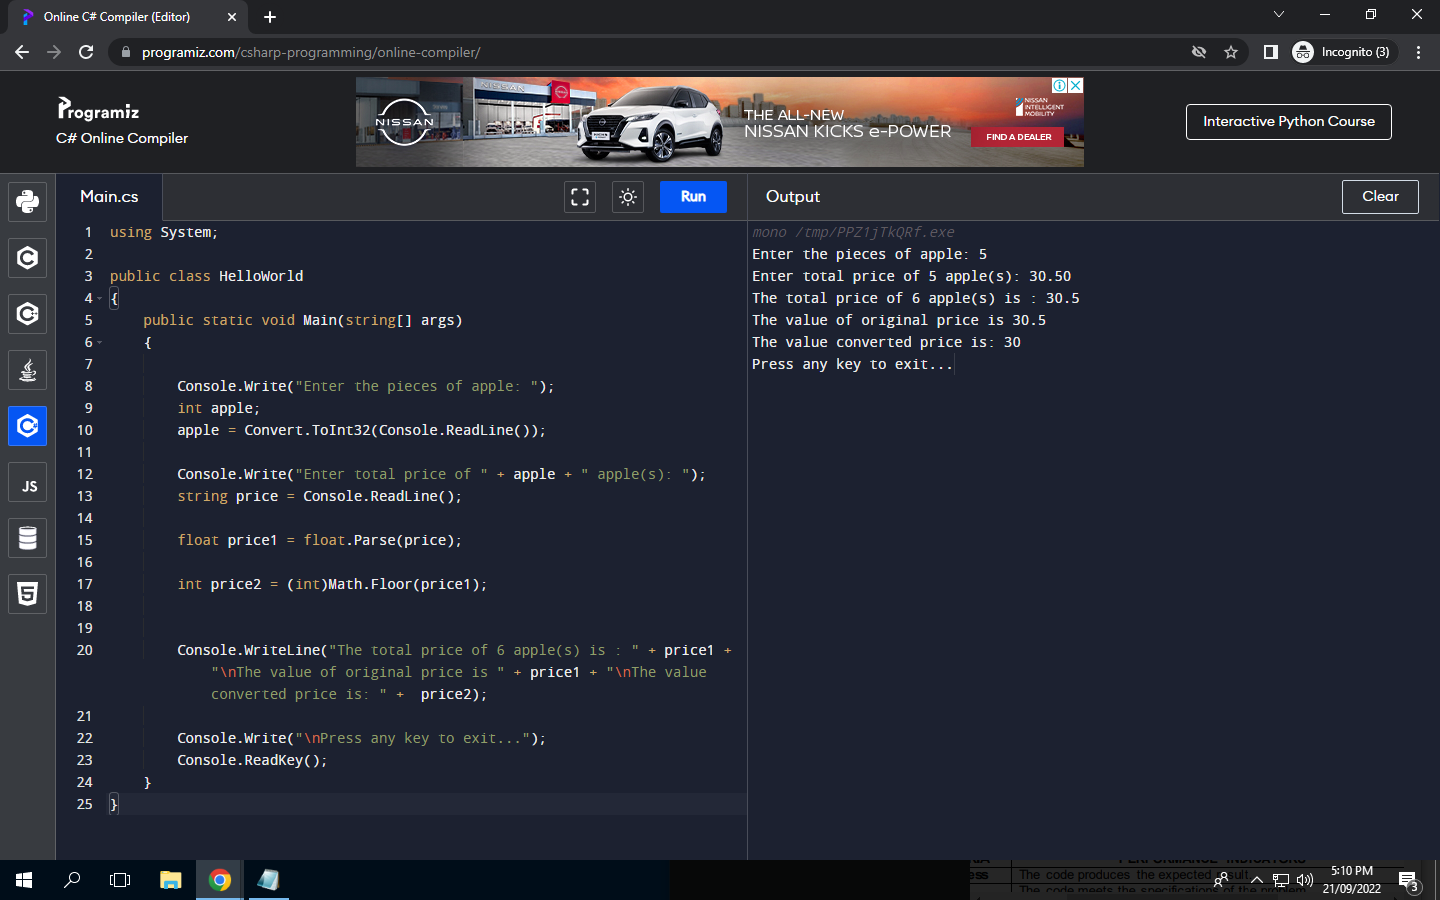 Online C# Compiler (Editor)
programiz.com/csharp-programming/online-compiler/
Incognito (3)
Programiz
C# Online Compiler
NISSAN
NISSAN
THE ALL-NEW
NISSAN KICKS e-POWER
NISSAN
INTELLIGENT
MOBILITY
FIND A DEALER
Interactive Python Course
Main.cs
Run
Output
Clear
JS
1 using System;
2
3 public class HelloWorld
4 {
5 public static void Main(string[] args)
6 {
7
8 Console.Write("Enter the pieces of apple: ");
9 int apple;
10 apple = Convert.ToInt32(Console.ReadLine());
11
12 Console.Write("Enter total price of " + apple + " apple(s): ");
13 string price = Console.ReadLine();
14
15 float price1 = float.Parse(price);
16
17 int price2 = (int)Math.Floor(price1);
18
19
20 Console.WriteLine("The total price of 6 apple(s) is : " + price1 +
"\nThe value of original price is " + price1 + "\nThe value
converted price is: " +  price2);
21
22 Console.Write("\nPress any key to exit...");
23 Console.ReadKey();
24 }
25 }
mono /tmp/PPZ1jTkQRf.exe
Enter the pieces of apple: 5
Enter total price of 5 apple(s): 30.50
The total price of 6 apple(s) is : 30.5
The value of original price is 30.5
The value converted price is: 30
Press any key to exit...
PERFORMANCE INDICATORS
ess The code produces the expected result
The code meets the specifications of the problem
5:10 PM
21/09/2022
3